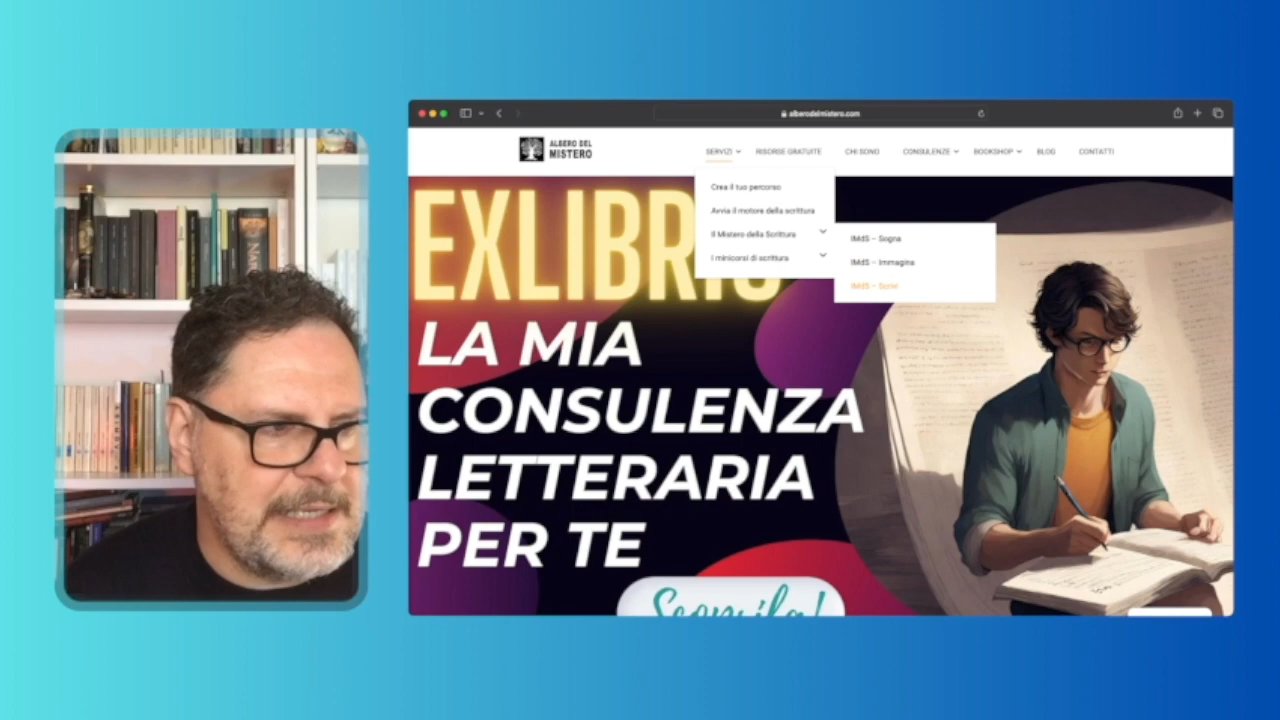 alberodelmistero.com
ALBERO DEL
MISTERO
SERVIZI
RISORSE GRATUITE
CHI SONO
CONSULENZE
BOOKSHOP
BLOG
CONTATTI
Crea il tuo percorso
Avvia il motore della scrittura
Il Mistero della Scrittura
I minicorsi di scrittura
IMdS – Sogna
IMdS – Immagina
IMdS – Scrivi
EXLIBRIS
LA MIA
CONSULENZA
LETTERARIA
PER TE
Scoprila!